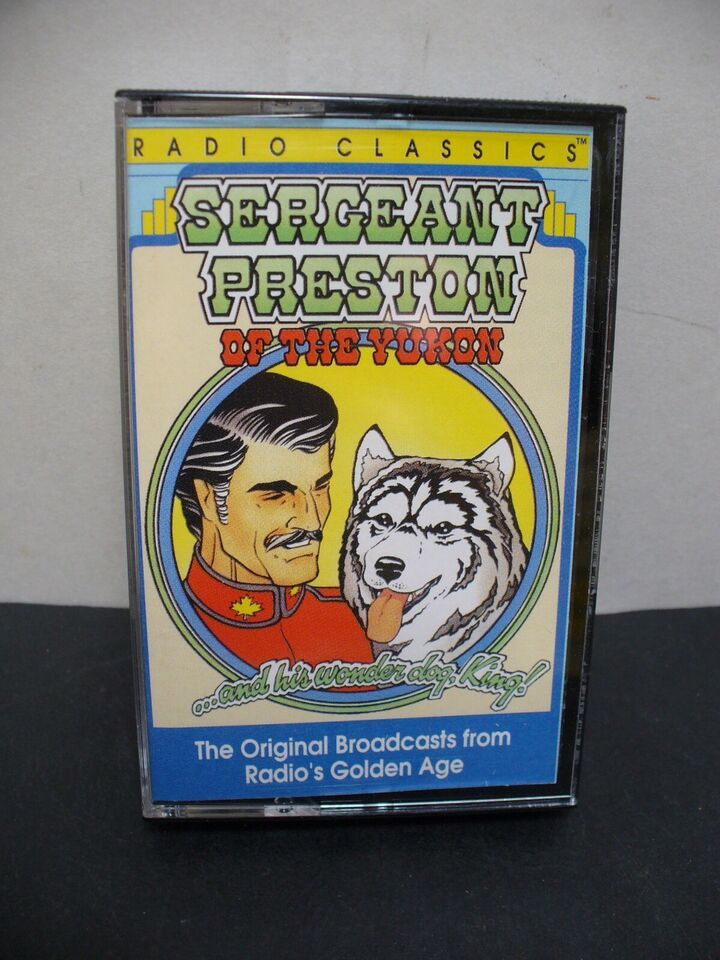 RADIO CLASSICS™
SERGEANT
PRESTON
OF THE YUKON
...and his wonder dog, King!
The Original Broadcasts from
Radio's Golden Age